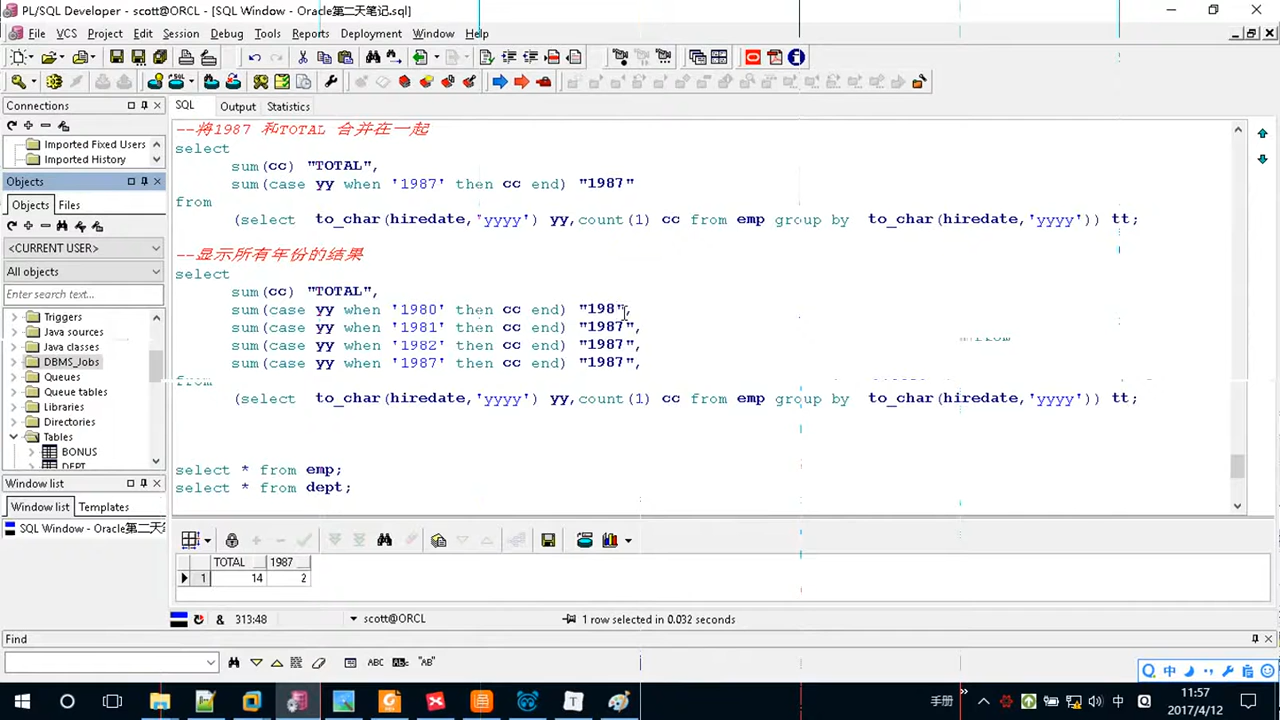 PL/SQL Developer - scott@ORCL - [SQL Window - Oracle第二天笔记.sql]
File VCS Project Edit Session Debug Tools Reports Deployment Window Help
Connections
Imported Fixed Users
Imported History
Objects
Objects Files
<CURRENT USER>
All objects
Enter search text...
Triggers
Java sources
Java classes
DBMS_Jobs
Queues
Queue tables
Libraries
Directories
Tables
BONUS
DEPT
Window list
Window list Templates
SQL Window - Oracle第二天笔
SQL Output Statistics
--将1987 和TOTAL 合并在一起
select
sum(cc) "TOTAL",
sum(case yy when '1987' then cc end) "1987"
from
(select to_char(hiredate,'yyyy') yy,count(1) cc from emp group by to_char(hiredate,'yyyy')) tt;
--显示所有年份的结果
select
sum(cc) "TOTAL",
sum(case yy when '1980' then cc end) "198",
sum(case yy when '1981' then cc end) "1987",
sum(case yy when '1982' then cc end) "1987",
sum(case yy when '1987' then cc end) "1987",
from
(select to_char(hiredate,'yyyy') yy,count(1) cc from emp group by to_char(hiredate,'yyyy')) tt;
select * from emp;
select * from dept;
TOTAL 1987
1 14 2
& 313:48 scott@ORCL 1 row selected in 0.032 seconds
Find
ABC ABc "AB"
中
手册 中 11:57
2017/4/12